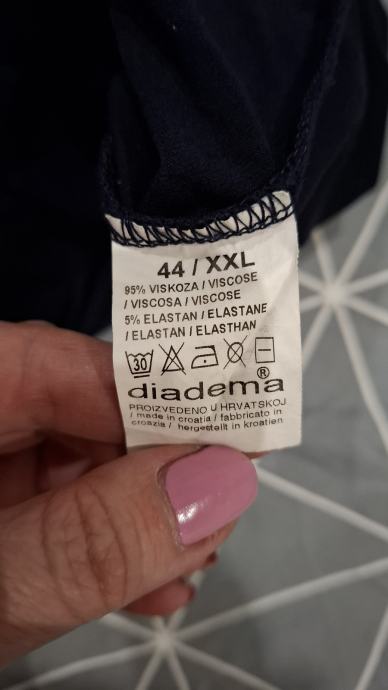 44 / XXL
95% VISKOZA / VISCOSE
/ VISCOSA / VISCOSE
5% ELASTAN / ELASTANE
/ ELASTAN / ELASTHAN
30
diadema®
PROIZVEDENO U HRVATSKOJ
/ made in croatia / fabbricato in
croazia / hergestellt in kroatien